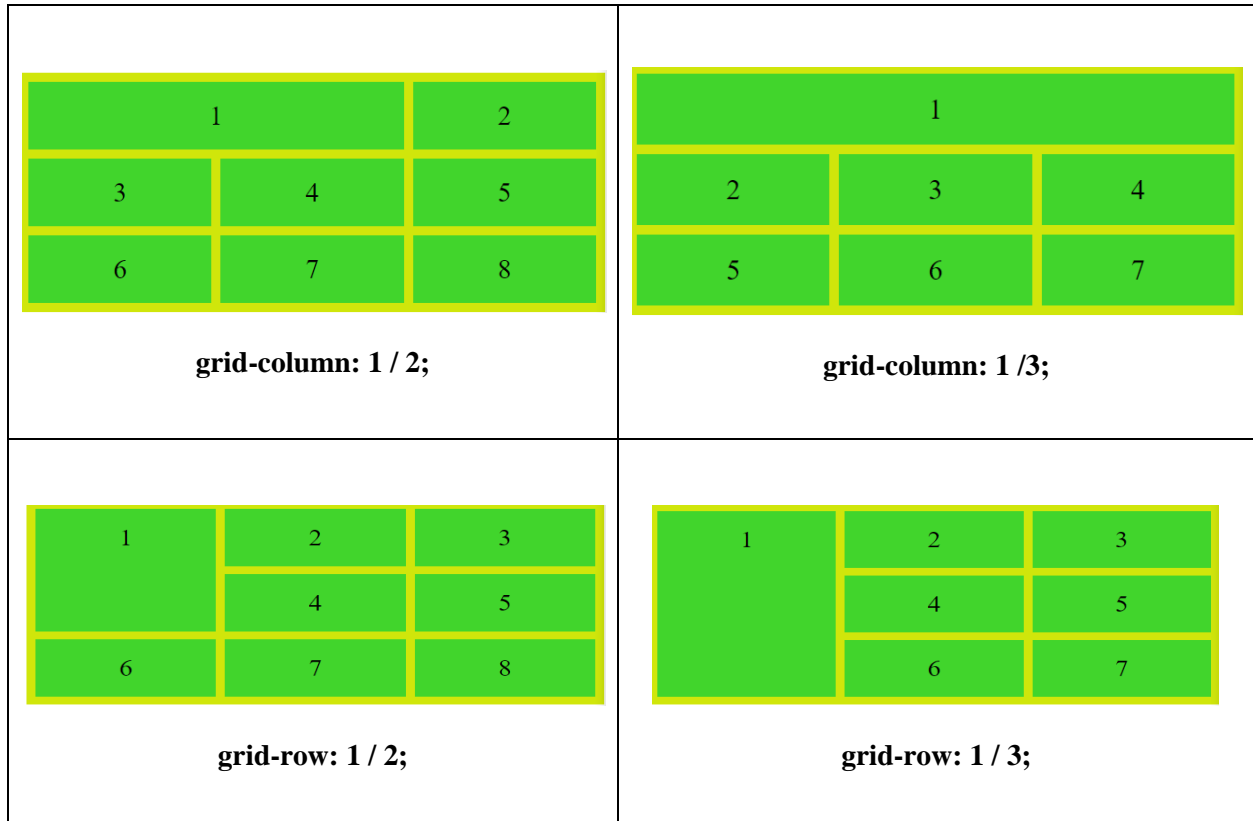 1 2
3 4 5
6 7 8
grid-column: 1 / 2;
1
2 3 4
5 6 7
grid-column: 1 /3;
1 2 3
4 5
6 7 8
grid-row: 1 / 2;
1 2 3
4 5
6 7
grid-row: 1 / 3;